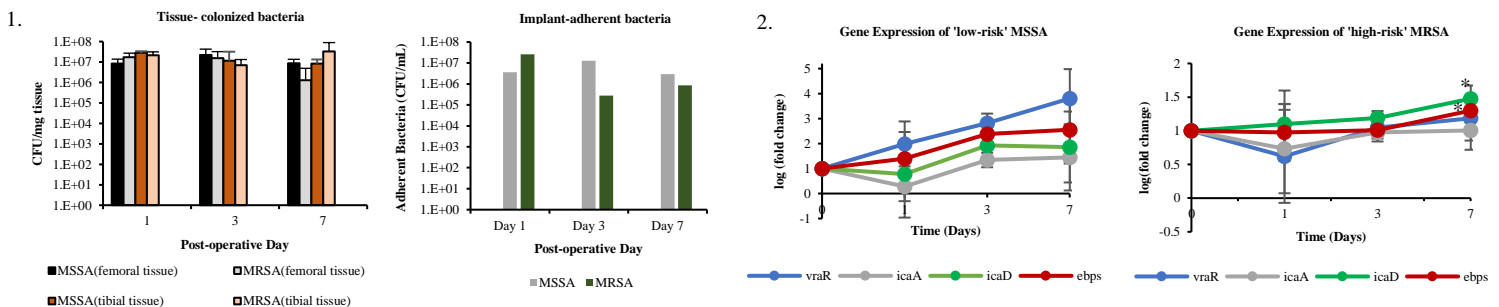 1.
Tissue- colonized bacteria
1.E+08
1.E+07
1.E+06
1.E+05
1.E+04
1.E+03
1.E+02
1.E+01
1.E+00
CFU/mg tissue
1
3
7
Post-operative Day
MSSA(femoral tissue)
MRSA(femoral tissue)
MSSA(tibial tissue)
MRSA(tibial tissue)
Implant-adherent bacteria
1.E+08
1.E+07
1.E+06
1.E+05
1.E+04
1.E+03
1.E+02
1.E+01
1.E+00
Adherent Bacteria (CFU/mL)
Day 1
Day 3
Day 7
Post-operative Day
MSSA
MRSA
2.
Gene Expression of 'low-risk' MSSA
5
4
3
2
1
0
-1
log (fold change)
0
1
3
7
Time (Days)
vraR
icaA
icaD
ebps
Gene Expression of 'high-risk' MRSA
2
1.5
1
0.5
0
-0.5
log(fold change)
*
*
0
1
3
7
Time (Days)
vraR
icaA
icaD
ebps